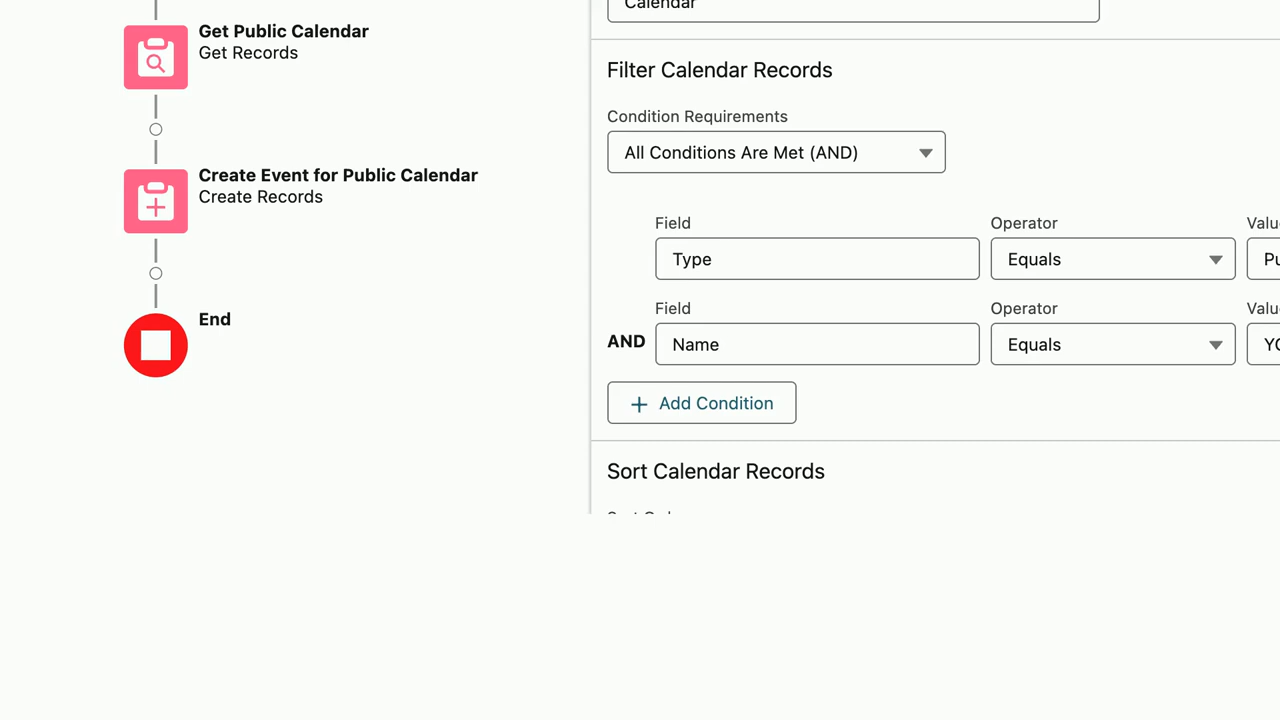 Calendar
Get Public Calendar
Get Records
Create Event for Public Calendar
Create Records
End
Filter Calendar Records
Condition Requirements
All Conditions Are Met (AND)
Field Operator
Type Equals
Field Operator
AND Name Equals
+ Add Condition
Sort Calendar Records